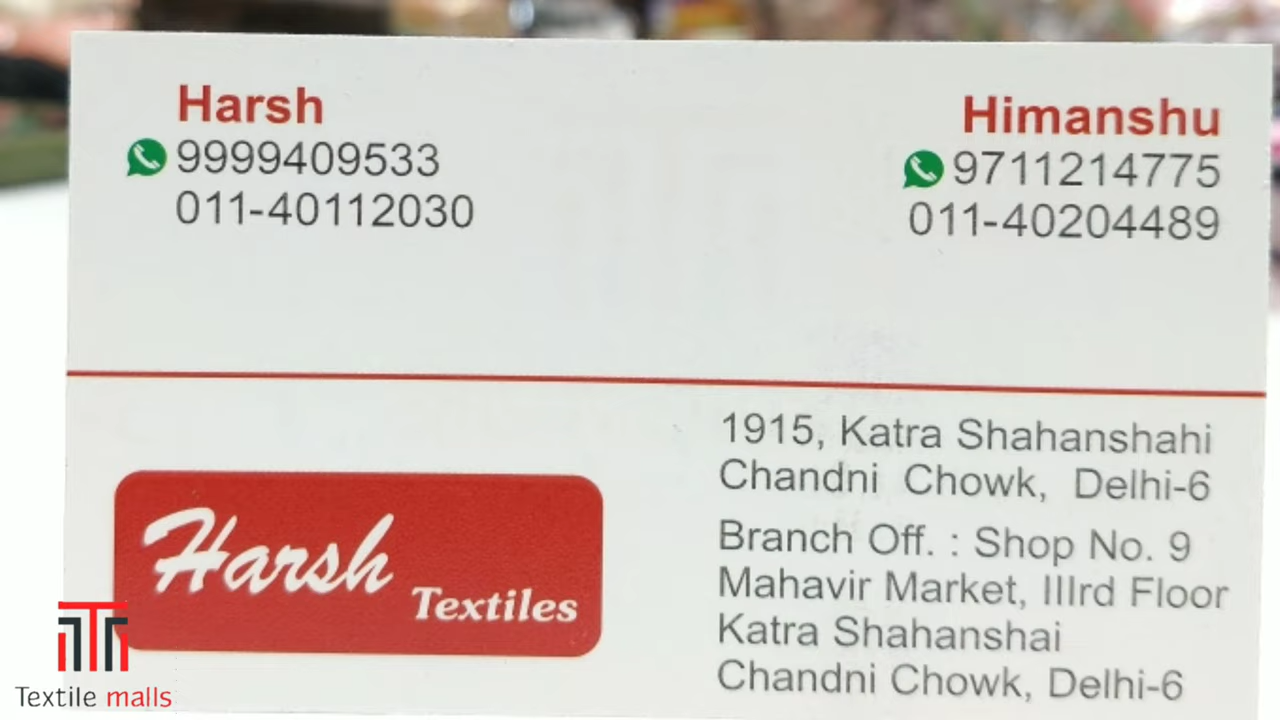 Harsh
9999409533
011-40112030
Himanshu
9711214775
011-40204489
Harsh
Textiles
1915, Katra Shahanshahi
Chandni Chowk, Delhi-6
Branch Off. : Shop No. 9
Mahavir Market, IIIrd Floor
Katra Shahanshai
Chandni Chowk, Delhi-6
Textile malls